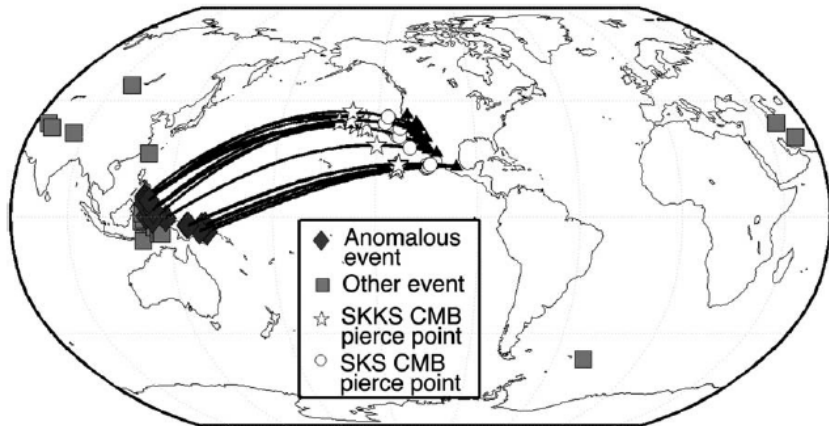 Anomalous
event
Other event
SKKS CMB
pierce point
SKS CMB
pierce point